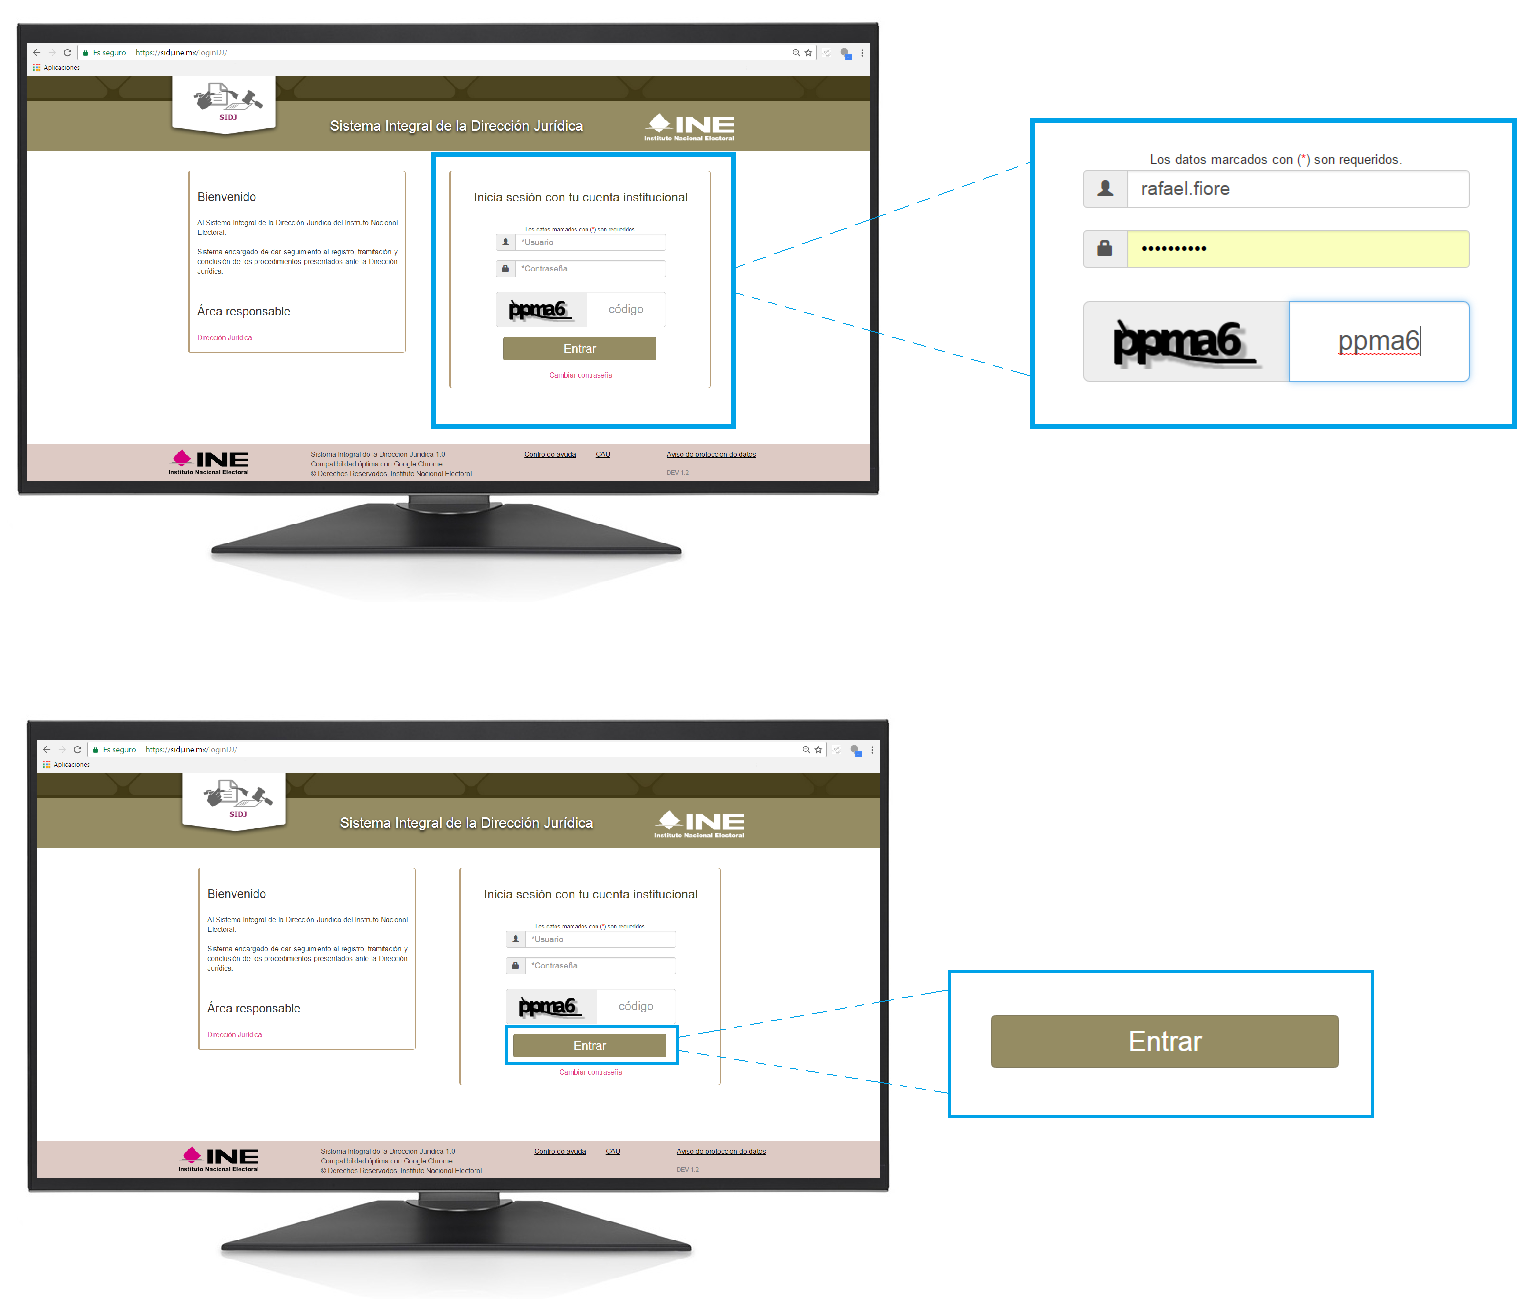 Es seguro https://sidj.ine.mx/loginDJ/
Aplicaciones
SIDJ
Sistema Integral de la Dirección Jurídica
INE
Instituto Nacional Electoral
Bienvenido
Al Sistema Integral de la Dirección Jurídica del Instituto Nacional
Electoral.
Sistema encargado de dar seguimiento al registro, tramitación y
conclusión de los procedimientos presentados ante la Dirección
Jurídica.
Área responsable
Dirección Jurídica
Inicia sesión con tu cuenta institucional
Los datos marcados con (*) son requeridos.
*Usuario
*Contraseña
ppma6
código
Entrar
Cambiar contraseña
INE
Instituto Nacional Electoral
Sistema Integral de la Dirección Jurídica 1.0
Compatibilidad óptima con Google Chrome
© Derechos Reservados, Instituto Nacional Electoral
Centro de ayuda
CAU
Aviso de protección de datos
DEV 1.2
Los datos marcados con (*) son requeridos.
rafael.fiore
••••••••••
ppma6
ppma6
Es seguro https://sidj.ine.mx/loginDJ/
Aplicaciones
SIDJ
Sistema Integral de la Dirección Jurídica
INE
Instituto Nacional Electoral
Bienvenido
Al Sistema Integral de la Dirección Jurídica del Instituto Nacional
Electoral.
Sistema encargado de dar seguimiento al registro, tramitación y
conclusión de los procedimientos presentados ante la Dirección
Jurídica.
Área responsable
Dirección Jurídica
Inicia sesión con tu cuenta institucional
Los datos marcados con (*) son requeridos.
*Usuario
*Contraseña
ppma6
código
Entrar
Cambiar contraseña
INE
Instituto Nacional Electoral
Sistema Integral de la Dirección Jurídica 1.0
Compatibilidad óptima con Google Chrome
© Derechos Reservados, Instituto Nacional Electoral
Centro de ayuda
CAU
Aviso de protección de datos
DEV 1.2
Entrar